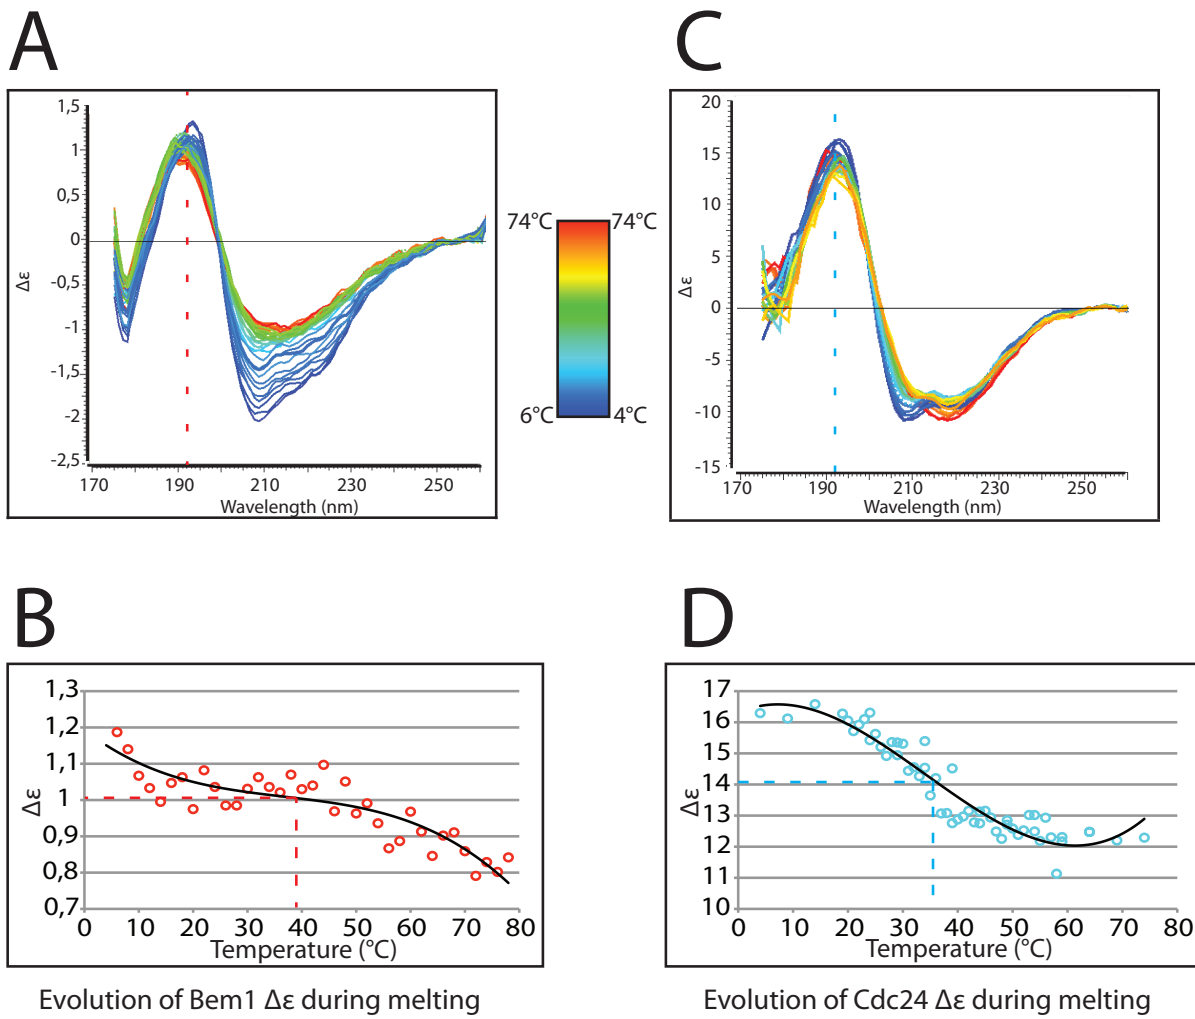 A
C
1,5
1
0,5
0
-0,5
-1
-1,5
-2
-2,5
Δε
170 190 210 230 250
Wavelength (nm)
74°C 74°C
6°C 4°C
20
15
10
5
0
-5
-10
-15
Δε
170 190 210 230 250
Wavelength (nm)
B
D
1,3
1,2
1,1
1
0,9
0,8
0,7
Δε
0 10 20 30 40 50 60 70 80
Temperature (°C)
Evolution of Bem1 Δε during melting
17
16
15
14
13
12
11
10
Δε
0 10 20 30 40 50 60 70 80
Temperature (°C)
Evolution of Cdc24 Δε during melting